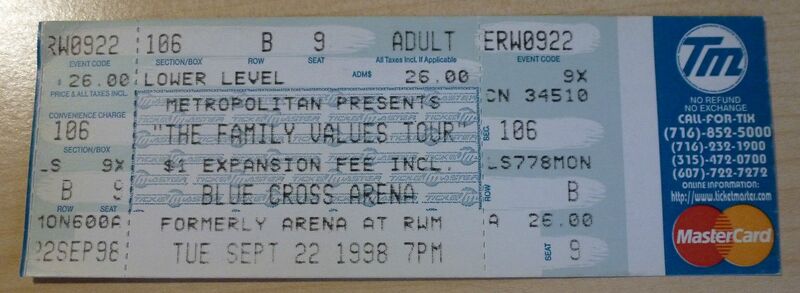 ERW0922
EVENT CODE
$ 26.00
PRICE & ALL TAXES INCL.
CONVENIENCE CHARGE
106
SECTION/BOX
LS 9X
B 9
ROW SEAT
MON600A
22SEP98
106 B 9 ADULT
SECTION/BOX ROW SEAT All Taxes Incl. If Applicable
LOWER LEVEL ADM$ 26.00
METROPOLITAN PRESENTS
"THE FAMILY VALUES TOUR"
$1 EXPANSION FEE INCL.
BLUE CROSS ARENA
FORMERLY ARENA AT RWM
TUE SEPT 22 1998 7PM
ERW0922
EVENT CODE
9X
CN 34510
SEC.
106
LS778MON
ROW
B
A 26.00
SEAT
9
Tm
NO REFUND
NO EXCHANGE
CALL-FOR-TIX
(716)-852-5000
(716)-232-1900
(315)-472-0700
(607)-722-7272
ONLINE INFORMATION:
http://www.ticketmaster.com
MasterCard